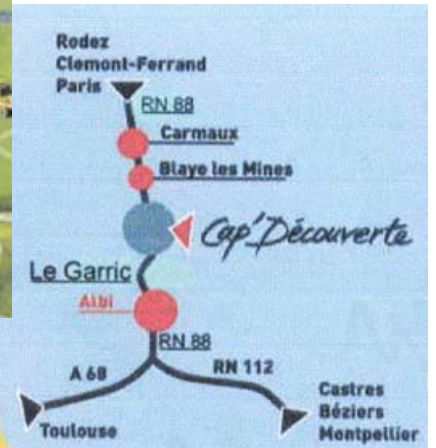 Rodez
Clemont-Ferrand
Paris
RN 88
Carmaux
Blaye les Mines
Cap'Découverte
Le Garric
Albi
RN 88
A 68
RN 112
Toulouse
Castres
Béziers
Montpellier